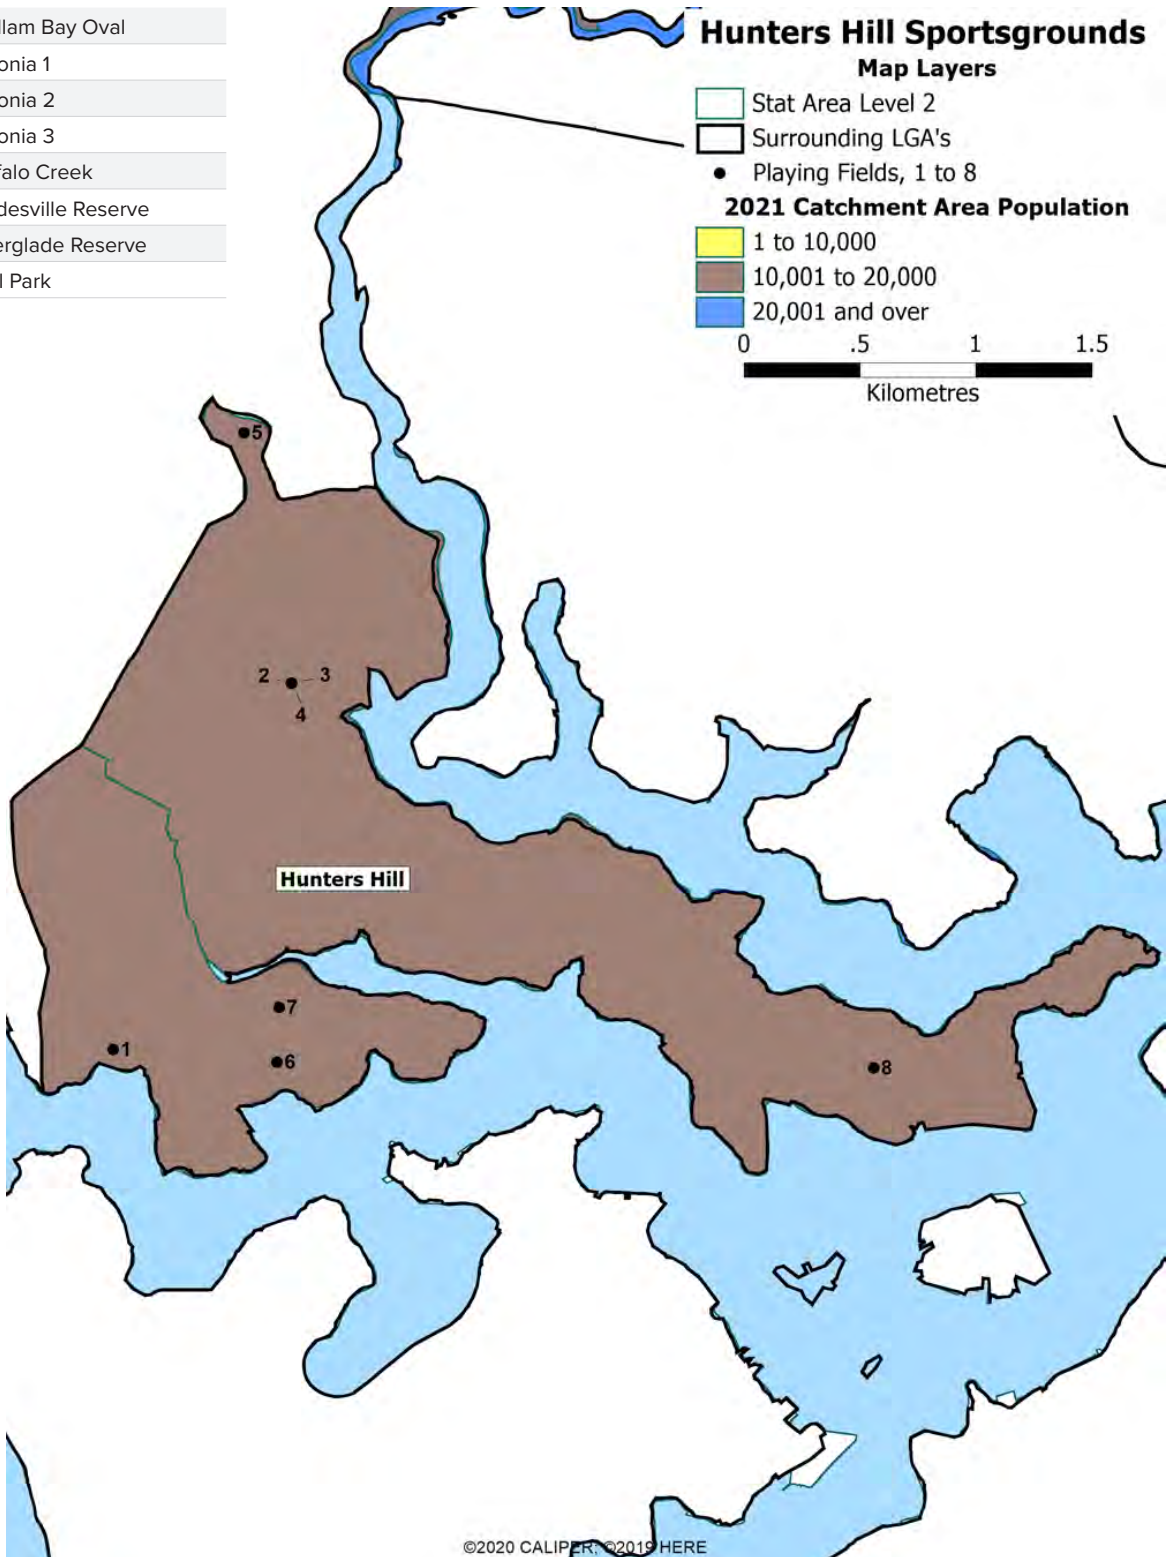 llam Bay Oval
onia 1
onia 2
onia 3
falo Creek
desville Reserve
erglade Reserve
l Park
Hunters Hill Sportsgrounds
Map Layers
Stat Area Level 2
Surrounding LGA's
Playing Fields, 1 to 8
2021 Catchment Area Population
1 to 10,000
10,001 to 20,000
20,001 and over
0 .5 1 1.5
Kilometres
5
2 3
4
Hunters Hill
7
1
6
8
©2020 CALIPER; ©2019 HERE